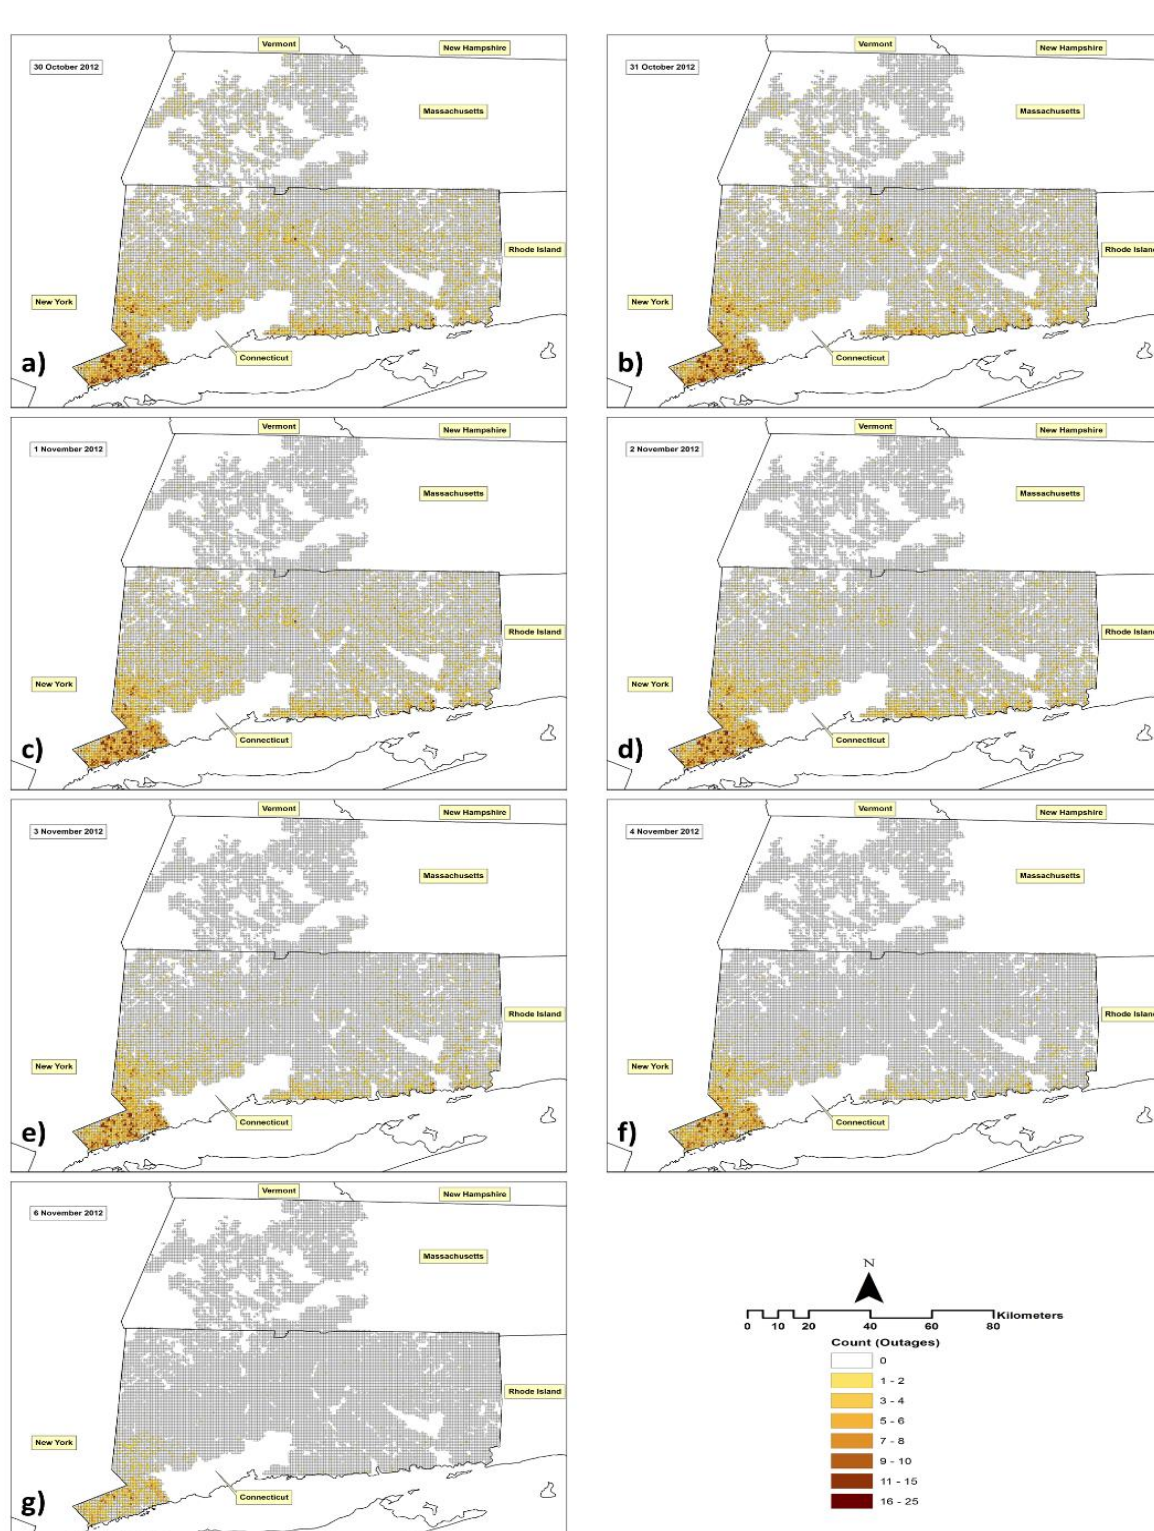 Vermont
New Hampshire
30 October 2012
Massachusetts
Rhode Island
New York
Connecticut
a)
Vermont
New Hampshire
31 October 2012
Massachusetts
Rhode Island
New York
Connecticut
b)
Vermont
New Hampshire
1 November 2012
Massachusetts
Rhode Island
New York
Connecticut
c)
Vermont
New Hampshire
2 November 2012
Massachusetts
Rhode Island
New York
Connecticut
d)
Vermont
New Hampshire
3 November 2012
Massachusetts
Rhode Island
New York
Connecticut
e)
Vermont
New Hampshire
4 November 2012
Massachusetts
Rhode Island
New York
Connecticut
f)
Vermont
New Hampshire
6 November 2012
Massachusetts
Rhode Island
New York
Connecticut
g)
N
Kilometers
0 10 20 40 60 80
Count (Outages)
0
1 - 2
3 - 4
5 - 6
7 - 8
9 - 10
11 - 15
16 - 25